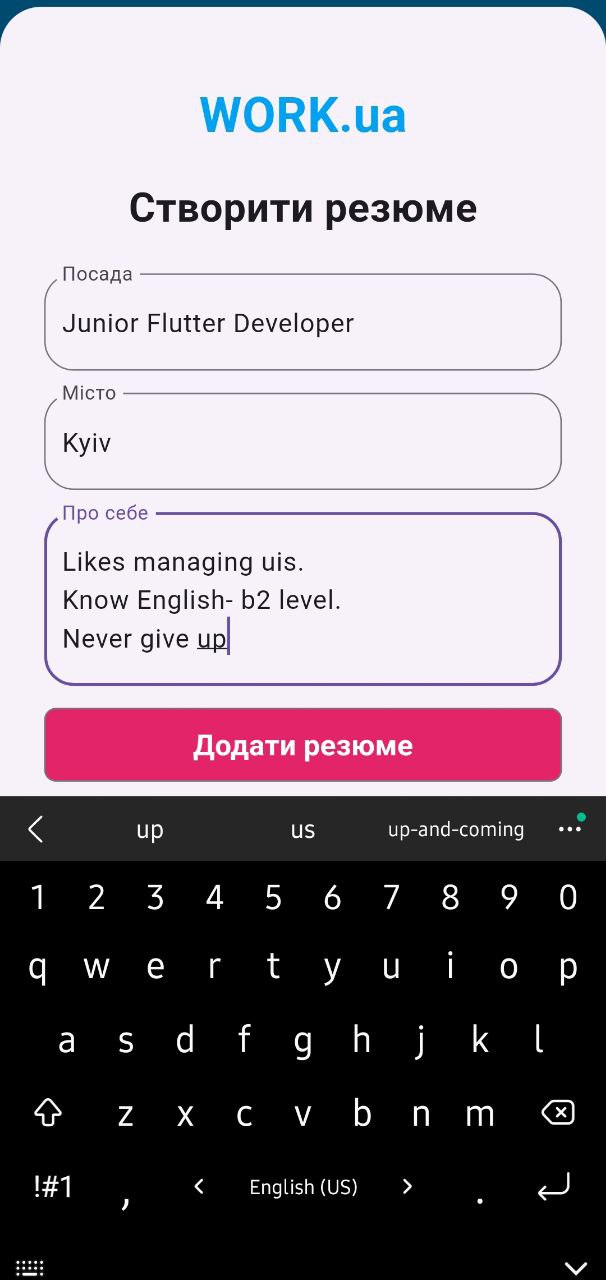 WORK.ua
Створити резюме
Посада
Junior Flutter Developer
Місто
Kyiv
Про себе
Likes managing uis.
Know English- b2 level.
Never give up
Додати резюме
up us up-and-coming
1 2 3 4 5 6 7 8 9 0
q w e r t y u i o p
a s d f g h j k l
z x c v b n m
!#1 , English (US) .